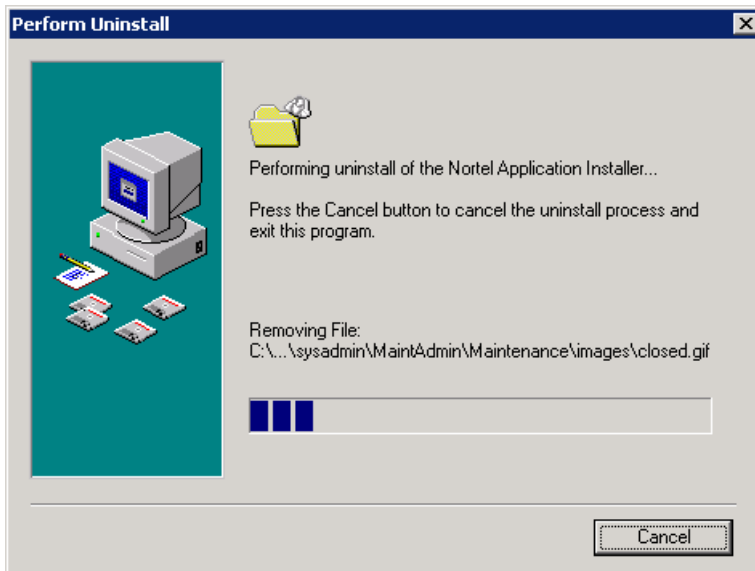 Perform Uninstall
Performing uninstall of the Nortel Application Installer...
Press the Cancel button to cancel the uninstall process and
exit this program.
Removing File:
C:\...\sysadmin\MaintAdmin\Maintenance\images\closed.gif
Cancel